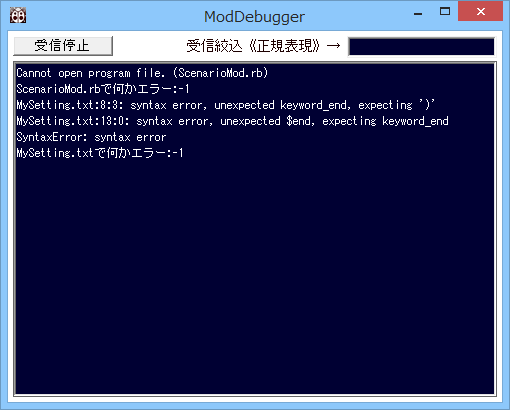 ModDebugger
受信停止
受信絞込《正規表現》→
Cannot open program file. (ScenarioMod.rb)
ScenarioMod.rbで何かエラー:-1
MySetting.txt:8:3: syntax error, unexpected keyword_end, expecting ')'
MySetting.txt:13:0: syntax error, unexpected $end, expecting keyword_end
SyntaxError: syntax error
MySetting.txtで何かエラー:-1